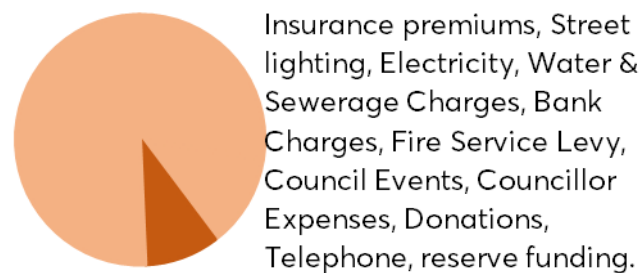 Insurance premiums, Street
lighting, Electricity, Water &
Sewerage Charges, Bank
Charges, Fire Service Levy,
Council Events, Councillor
Expenses, Donations,
Telephone, reserve funding.